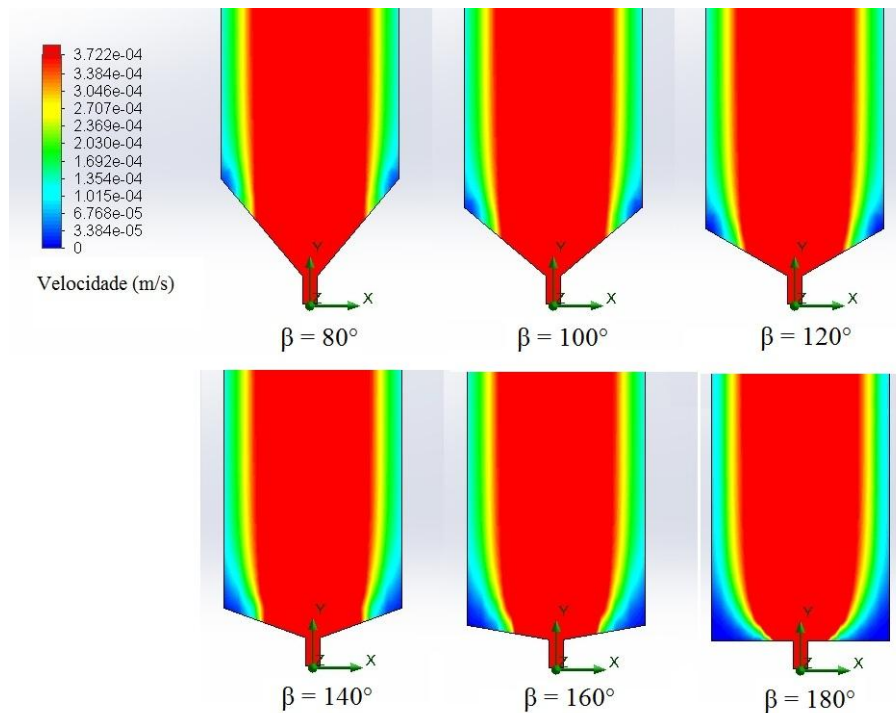 3.722e-04
3.384e-04
3.046e-04
2.707e-04
2.369e-04
2.030e-04
1.692e-04
1.354e-04
1.015e-04
6.768e-05
3.384e-05
0
Velocidade (m/s)
Y
Z
X
Y
Z
X
Y
Z
X
β = 80°
β = 100°
β = 120°
Y
Z
X
Y
Z
X
Y
Z
X
β = 140°
β = 160°
β = 180°